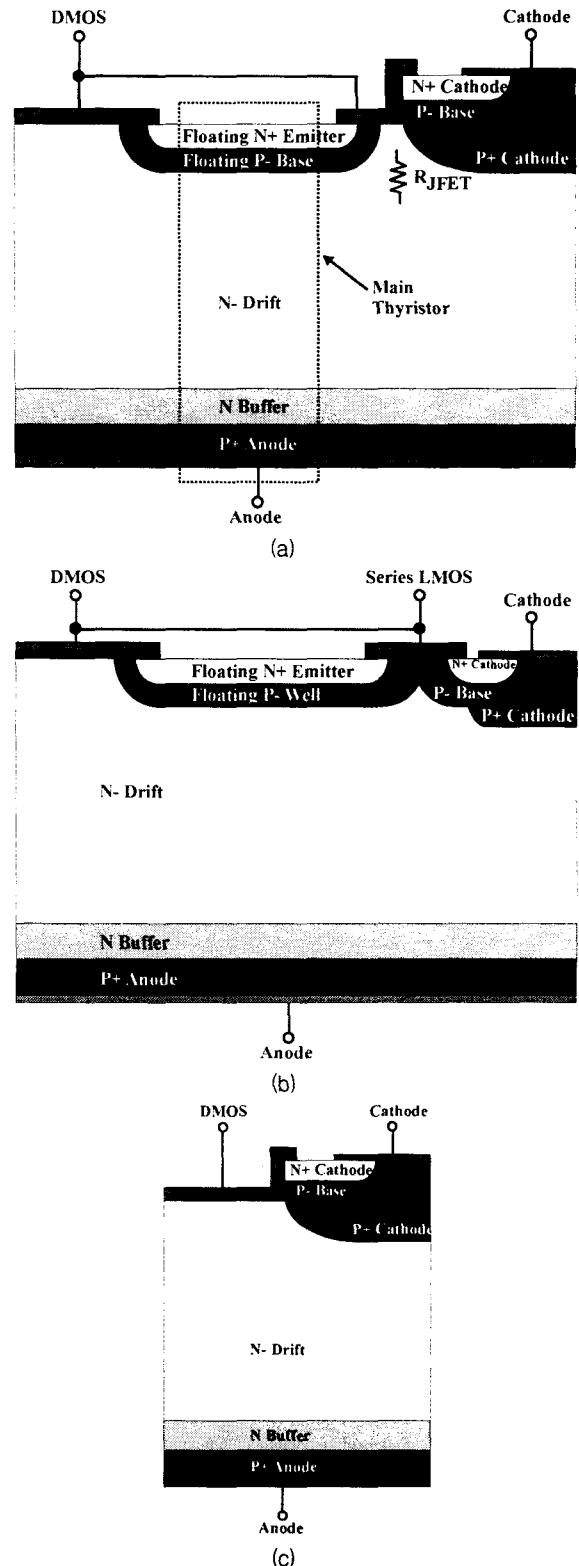 DMOS
Cathode
N+ Cathode
P- Base
Floating N+ Emitter
Floating P- Base
P+ Cathode
RJFET
Main
Thyristor
N- Drift
N Buffer
P+ Anode
Anode
(a)
DMOS
Series LMOS
Cathode
Floating N+ Emitter
N+ Cathode
Floating P- Well
P- Base
P+ Cathode
N- Drift
N Buffer
P+ Anode
Anode
(b)
DMOS
Cathode
N+ Cathode
P- Base
P+ Cathode
N- Drift
N Buffer
P+ Anode
Anode
(c)